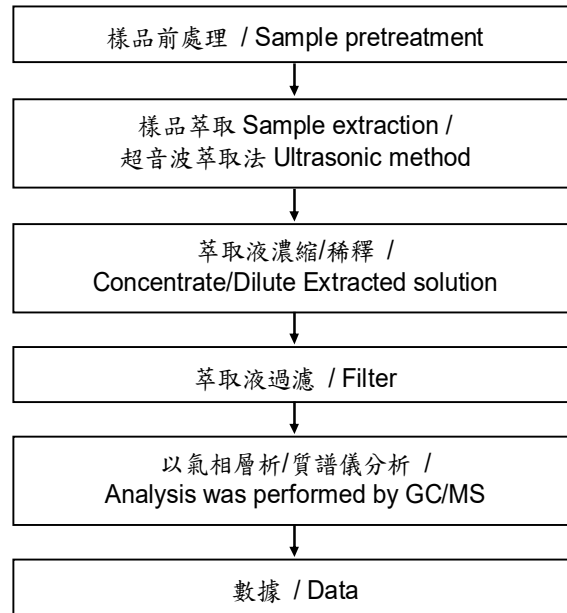 樣品前處理 / Sample pretreatment
樣品萃取 Sample extraction /
超音波萃取法 Ultrasonic method
萃取液濃縮/稀釋 /
Concentrate/Dilute Extracted solution
萃取液過濾 / Filter
以氣相層析/質譜儀分析 /
Analysis was performed by GC/MS
數據 / Data